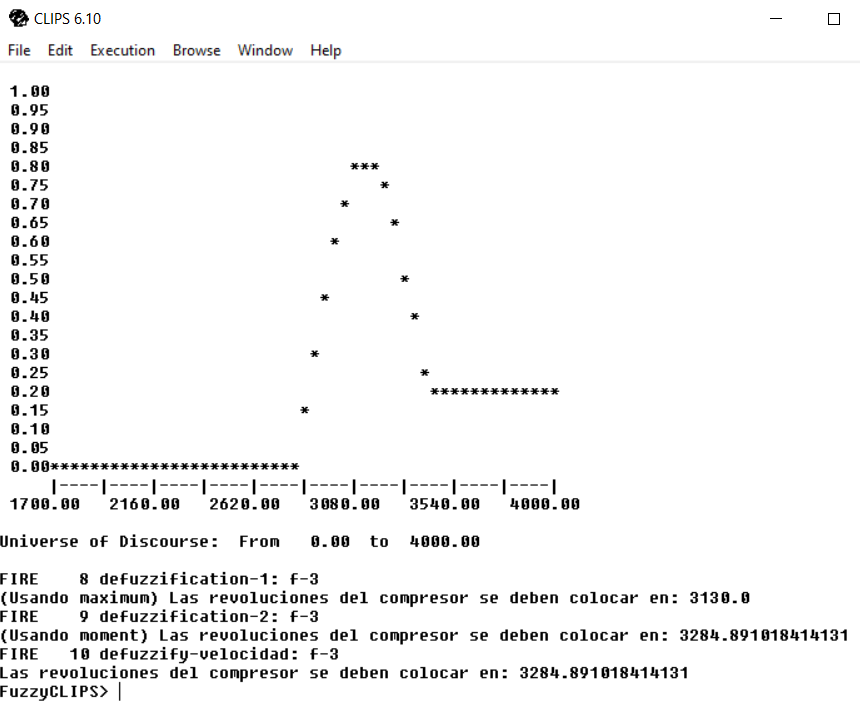 CLIPS 6.10
File Edit Execution Browse Window Help
1.00
0.95
0.90
0.85
0.80                              ***
0.75                                 *
0.70                             *
0.65                                  *
0.60                            *
0.55
0.50                                   *
0.45                           *
0.40                                    *
0.35
0.30                          *
0.25                                     *
0.20                                      *************
0.15                         *
0.10
0.05
0.00*************************
    |----|----|----|----|----|----|----|----|----|----|
1700.00   2160.00   2620.00   3080.00   3540.00   4000.00
Universe of Discourse:  From   0.00  to  4000.00
FIRE    8 defuzzification-1: f-3
(Usando maximum) Las revoluciones del compresor se deben colocar en: 3130.0
FIRE    9 defuzzification-2: f-3
(Usando moment) Las revoluciones del compresor se deben colocar en: 3284.891018414131
FIRE   10 defuzzify-velocidad: f-3
Las revoluciones del compresor se deben colocar en: 3284.891018414131
FuzzyCLIPS>